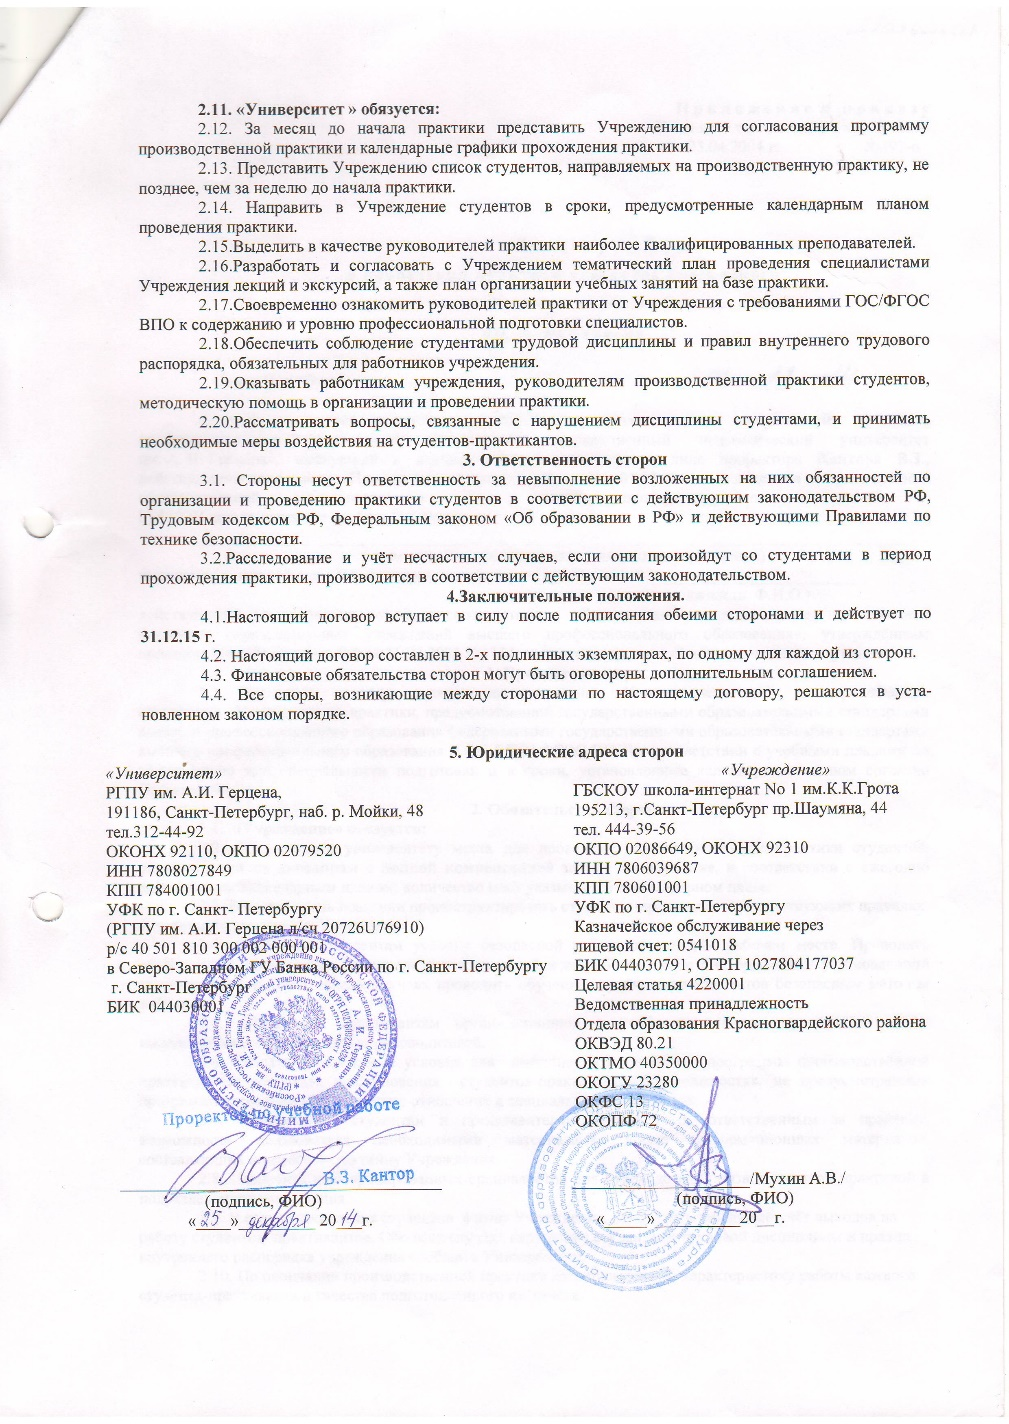 2.11. «Университет » обязуется:
2.12. За месяц до начала практики представить Учреждению для согласования программу
производственной практики и календарные графики прохождения практики.
2.13. Представить Учреждению список студентов, направляемых на производственную практику, не
позднее, чем за неделю до начала практики.
2.14. Направить в Учреждение студентов в сроки, предусмотренные календарным планом
проведения практики.
2.15.Выделить в качестве руководителей практики наиболее квалифицированных преподавателей.
2.16.Разработать и согласовать с Учреждением тематический план проведения специалистами
Учреждения лекций и экскурсий, а также план организации учебных занятий на базе практики.
2.17.Своевременно ознакомить руководителей практики от Учреждения с требованиями ГОС/ФГОС
ВПО к содержанию и уровню профессиональной подготовки специалистов.
2.18.Обеспечить соблюдение студентами трудовой дисциплины и правил внутреннего трудового
распорядка, обязательных для работников учреждения.
2.19.Оказывать работникам учреждения, руководителям производственной практики студентов,
методическую помощь в организации и проведении практики.
2.20.Рассматривать вопросы, связанные с нарушением дисциплины студентами, и принимать
необходимые меры воздействия на студентов-практикантов.
3. Ответственность сторон
3.1. Стороны несут ответственность за невыполнение возложенных на них обязанностей по
организации и проведению практики студентов в соответствии с действующим законодательством РФ,
Трудовым кодексом РФ, Федеральным законом «Об образовании в РФ» и действующими Правилами по
технике безопасности.
3.2.Расследование и учёт несчастных случаев, если они произойдут со студентами в период
прохождения практики, производится в соответствии с действующим законодательством.
4.Заключительные положения.
4.1.Настоящий договор вступает в силу после подписания обеими сторонами и действует по
31.12.15 г.
4.2. Настоящий договор составлен в 2-х подлинных экземплярах, по одному для каждой из сторон.
4.3. Финансовые обязательства сторон могут быть оговорены дополнительным соглашением.
4.4. Все споры, возникающие между сторонами по настоящему договору, решаются в уста-
новленном законом порядке.
5. Юридические адреса сторон
«Университет»
РГПУ им. А.И. Герцена,
191186, Санкт-Петербург, наб. р. Мойки, 48
тел.312-44-92
ОКОНХ 92110, ОКПО 02079520
ИНН 7808027849
КПП 784001001
УФК по г. Санкт- Петербургу
(РГПУ им. А.И. Герцена л/сч 20726U76910)
р/с 40 501 810 300 002 000 001
в Северо-Западном ГУ Банка России по г. Санкт-Петербургу
г. Санкт-Петербург
БИК 044030001
Проректор по учебной работе
В.З. Кантор
(подпись, ФИО)
«25» декабря 2014г.
«Учреждение»
ГБСКОУ школа-интернат No 1 им.К.К.Грота
195213, г.Санкт-Петербург пр.Шаумяна, 44
тел. 444-39-56
ОКПО 02086649, ОКОНХ 92310
ИНН 7806039687
КПП 780601001
УФК по г. Санкт-Петербургу
Казначейское обслуживание через
лицевой счет: 0541018
БИК 044030791, ОГРН 1027804177037
Целевая статья 4220001
Ведомственная принадлежность
Отдела образования Красногвардейского района
ОКВЭД 80.21
ОКТМО 40350000
ОКОГУ 23280
ОКФС 13
ОКОПФ 72
/Мухин А.В./
(подпись, ФИО)
«_____» __________20__г.